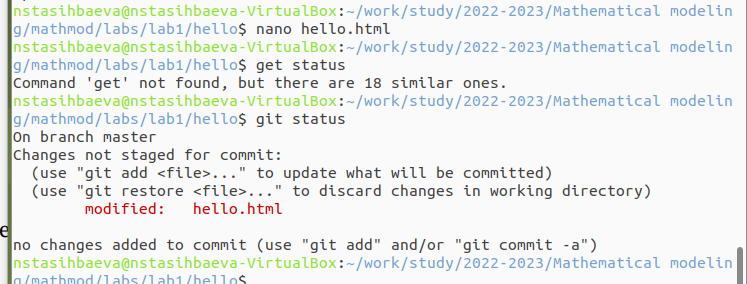 nstasihbaeva@nstasihbaeva-VirtualBox:~/work/study/2022-2023/Mathematical modelin
g/mathmod/labs/lab1/hello$ nano hello.html
nstasihbaeva@nstasihbaeva-VirtualBox:~/work/study/2022-2023/Mathematical modelin
g/mathmod/labs/lab1/hello$ get status
Command 'get' not found, but there are 18 similar ones.
nstasihbaeva@nstasihbaeva-VirtualBox:~/work/study/2022-2023/Mathematical modelin
g/mathmod/labs/lab1/hello$ git status
On branch master
Changes not staged for commit:
  (use "git add <file>..." to update what will be committed)
  (use "git restore <file>..." to discard changes in working directory)
        modified:   hello.html
e
no changes added to commit (use "git add" and/or "git commit -a")
nstasihbaeva@nstasihbaeva-VirtualBox:~/work/study/2022-2023/Mathematical modelin
g/mathmod/labs/lab1/hello$